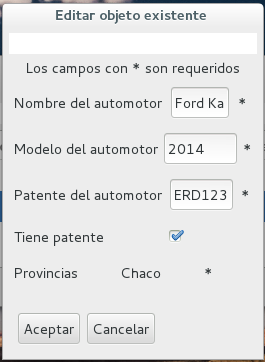 Editar objeto existente
Los campos con * son requeridos
Nombre del automotor Ford Ka *
Modelo del automotor 2014 *
Patente del automotor ERD123 *
Tiene patente
Provincias Chaco *
Aceptar Cancelar